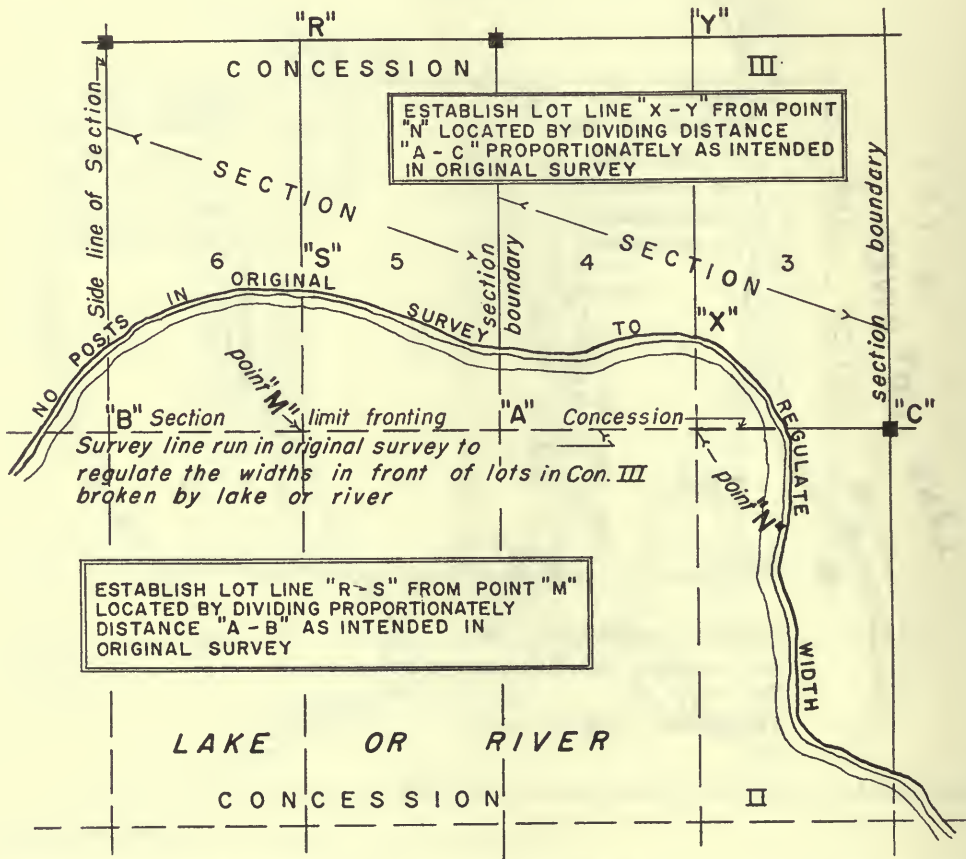 "R" "Y"
CONCESSION III
ESTABLISH LOT LINE "X-Y" FROM POINT
"N" LOCATED BY DIVIDING DISTANCE
"A-C" PROPORTIONATELY AS INTENDED
IN ORIGINAL SURVEY
Side line of Section
SECTION
section boundary
SECTION
section boundary
6 "S" 5 4 3
NO POSTS IN ORIGINAL SURVEY TO REGULATE WIDTH
"X"
point "M"
"B" Section limit fronting "A" Concession "C"
Survey line run in original survey to
regulate the widths in front of lots in Con. III
broken by lake or river
point "N"
ESTABLISH LOT LINE "R-S" FROM POINT "M"
LOCATED BY DIVIDING PROPORTIONATELY
DISTANCE "A-B" AS INTENDED IN
ORIGINAL SURVEY
LAKE OR RIVER
CONCESSION II